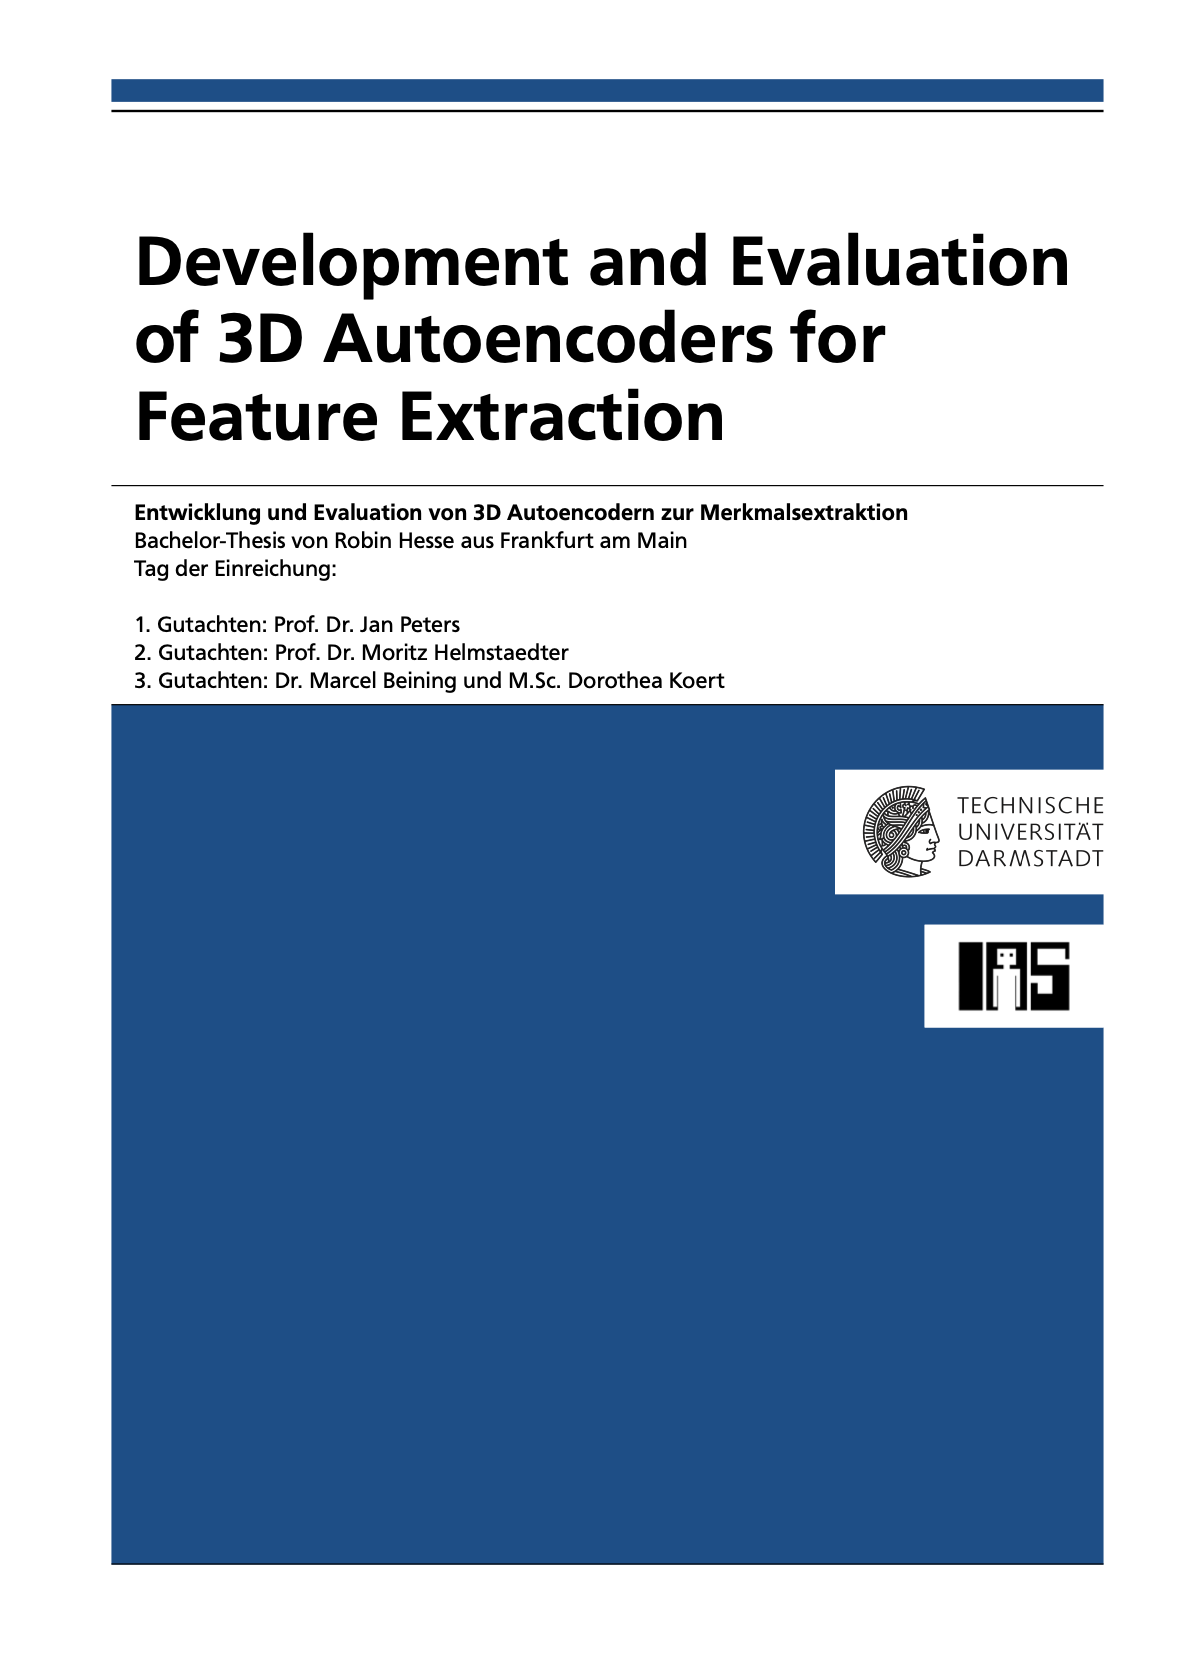 Development and Evaluation
of 3D Autoencoders for
Feature Extraction
Entwicklung und Evaluation von 3D Autoencodern zur Merkmalsextraktion
Bachelor-Thesis von Robin Hesse aus Frankfurt am Main
Tag der Einreichung:
1. Gutachten: Prof. Dr. Jan Peters
2. Gutachten: Prof. Dr. Moritz Helmstaedter
3. Gutachten: Dr. Marcel Beining und M.Sc. Dorothea Koert
TECHNISCHE
UNIVERSITÄT
DARMSTADT
IAS